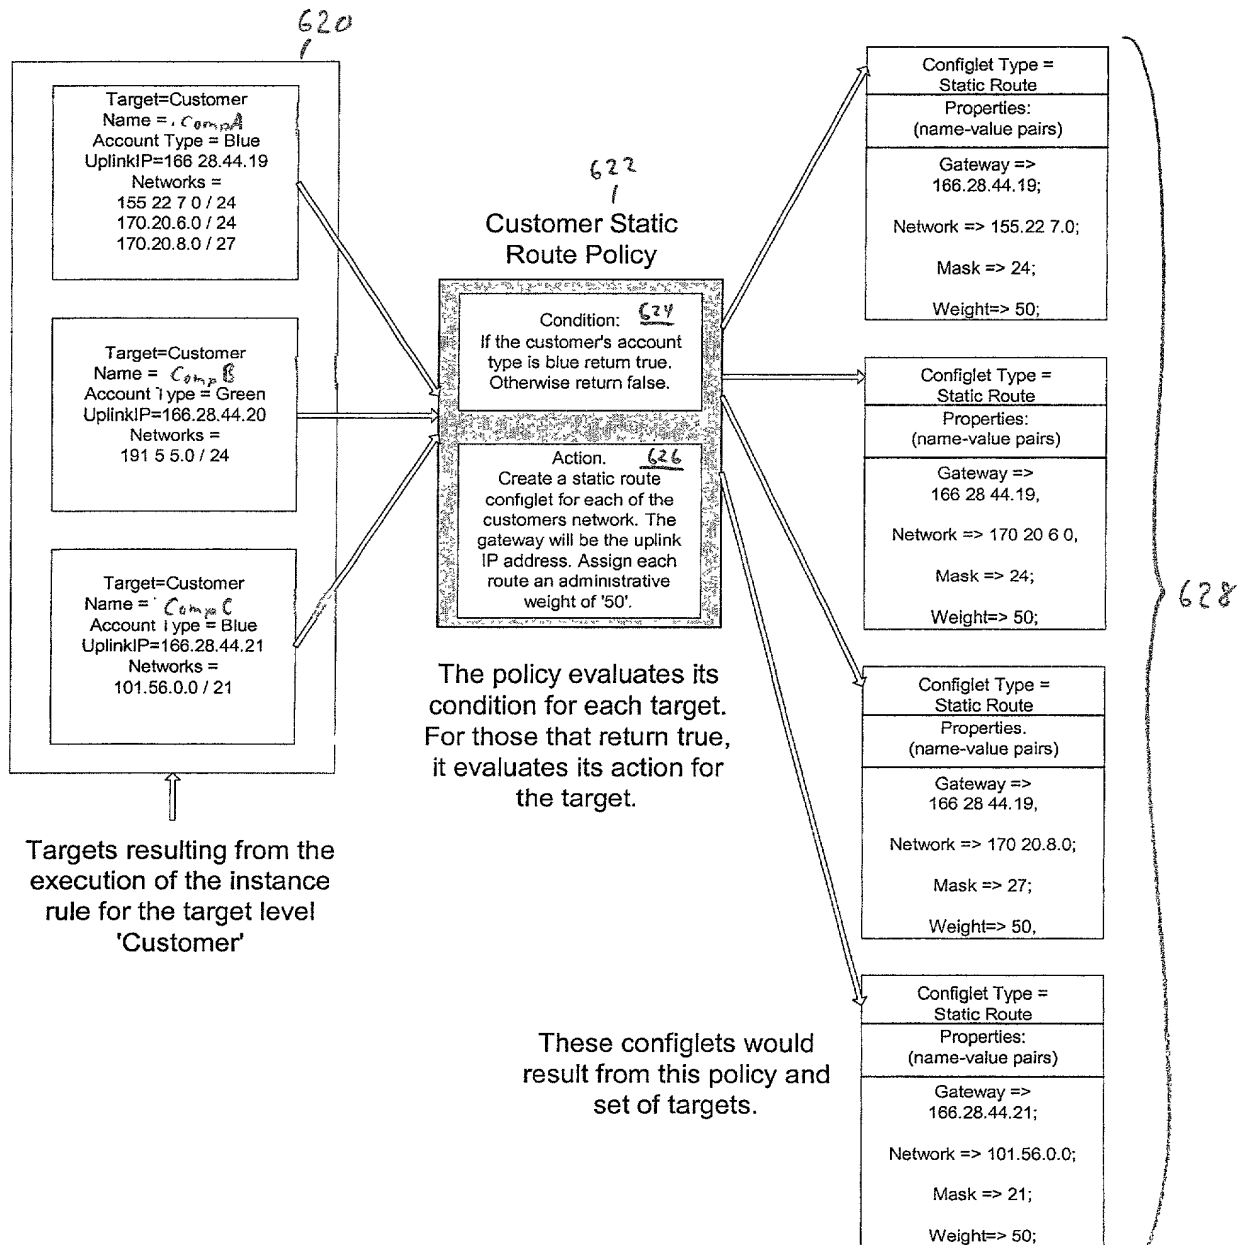 620
Target=Customer
Name = CompA
Account Type = Blue
UplinkIP=166 28.44.19
Networks =
155 22 7 0 / 24
170.20.6.0 / 24
170.20.8.0 / 27
Target=Customer
Name = CompB
Account Type = Green
UplinkIP=166.28.44.20
Networks =
191 5 5.0 / 24
Target=Customer
Name = CompC
Account Type = Blue
UplinkIP=166.28.44.21
Networks =
101.56.0.0 / 21
Targets resulting from the
execution of the instance
rule for the target level
'Customer'
622
Customer Static
Route Policy
Condition: 624
If the customer's account
type is blue return true.
Otherwise return false.
Action. 626
Create a static route
configlet for each of the
customers network. The
gateway will be the uplink
IP address. Assign each
route an administrative
weight of '50'.
The policy evaluates its
condition for each target.
For those that return true,
it evaluates its action for
the target.
These configlets would
result from this policy and
set of targets.
Configlet Type =
Static Route
Properties:
(name-value pairs)
Gateway =>
166.28.44.19;
Network => 155.22 7.0;
Mask => 24;
Weight=> 50;
Configlet Type =
Static Route
Properties:
(name-value pairs)
Gateway =>
166 28 44.19,
Network => 170 20 6 0,
Mask => 24;
Weight=> 50;
Configlet Type =
Static Route
Properties.
(name-value pairs)
Gateway =>
166 28 44.19,
Network => 170 20.8.0;
Mask => 27;
Weight=> 50,
Configlet Type =
Static Route
Properties:
(name-value pairs)
Gateway =>
166.28.44.21;
Network => 101.56.0.0;
Mask => 21;
Weight=> 50;
628